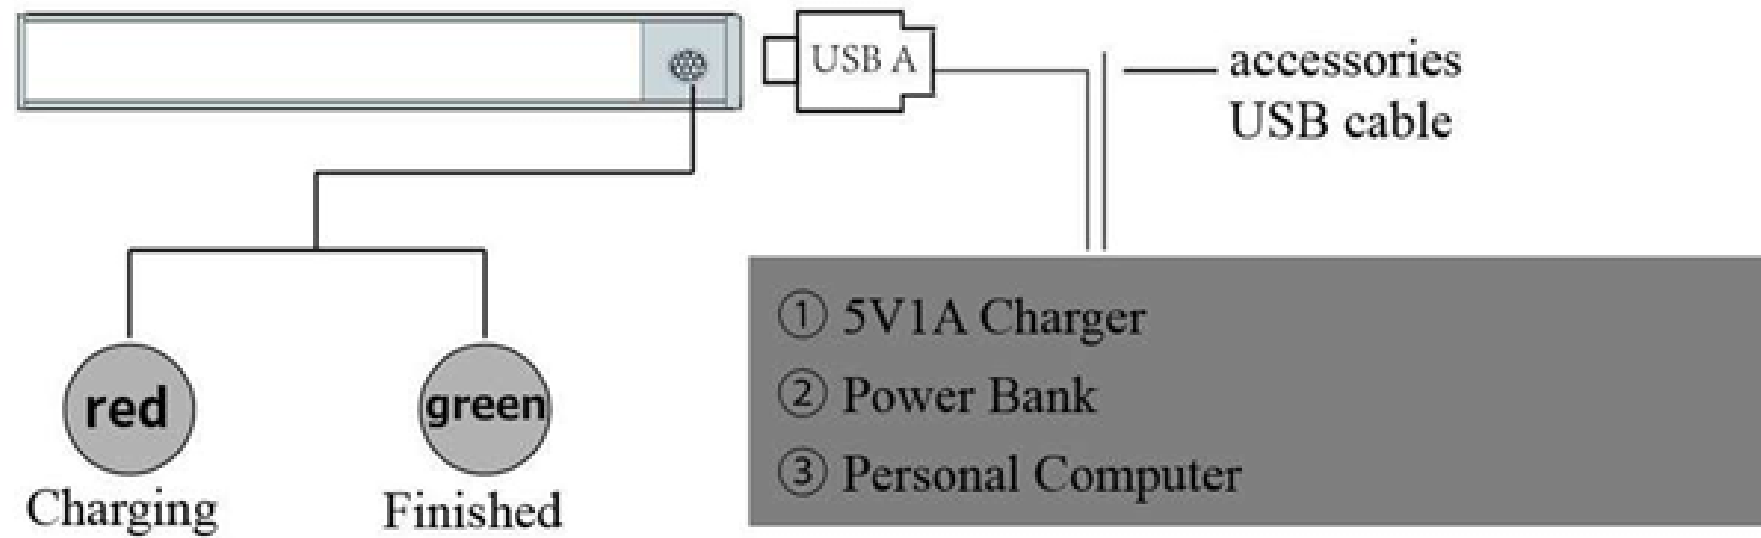 USB A
accessories
USB cable
① 5V1A Charger
② Power Bank
③ Personal Computer
red
green
Charging
Finished